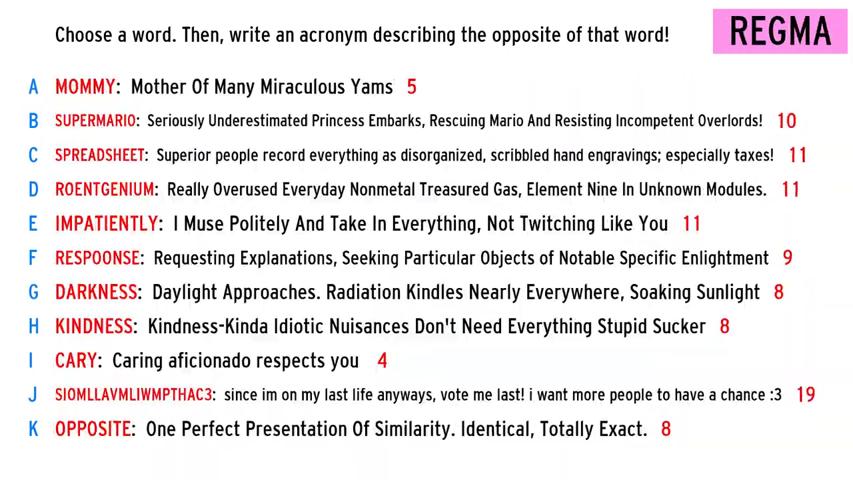 Choose a word. Then, write an acronym describing the opposite of that word!
REGMA
A MOMMY: Mother Of Many Miraculous Yams 5
B SUPERMARIO: Seriously Underestimated Princess Embarks, Rescuing Mario And Resisting Incompetent Overlords! 10
C SPREADSHEET: Superior people record everything as disorganized, scribbled hand engravings; especially taxes! 11
D ROENTGENIUM: Really Overused Everyday Nonmetal Treasured Gas, Element Nine In Unknown Modules. 11
E IMPATIENTLY: I Muse Politely And Take In Everything, Not Twitching Like You 11
F RESPOONSE: Requesting Explanations, Seeking Particular Objects of Notable Specific Enlightment 9
G DARKNESS: Daylight Approaches. Radiation Kindles Nearly Everywhere, Soaking Sunlight 8
H KINDNESS: Kindness-Kinda Idiotic Nuisances Don't Need Everything Stupid Sucker 8
I CARY: Caring aficionado respects you 4
J SIOMLLAVMLIWMPTHAC3: since im on my last life anyways, vote me last! i want more people to have a chance :3 19
K OPPOSITE: One Perfect Presentation Of Similarity. Identical, Totally Exact. 8